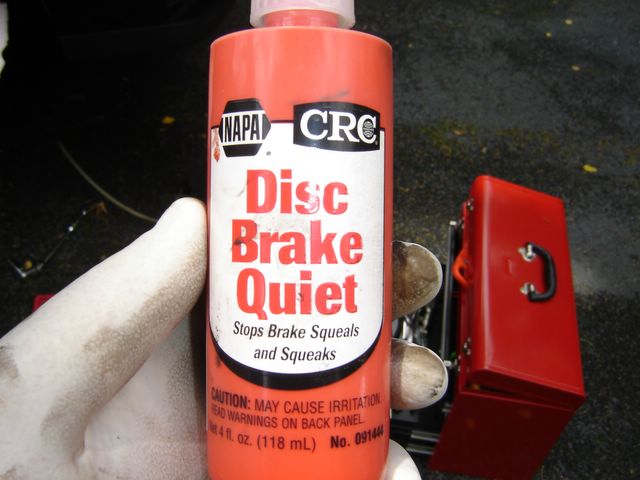 NAPA CRC
Disc
Brake
Quiet
Stops Brake Squeals
and Squeaks
CAUTION: MAY CAUSE IRRITATION.
READ WARNINGS ON BACK PANEL.
Net 4 fl. oz. (118 mL) No. 091444